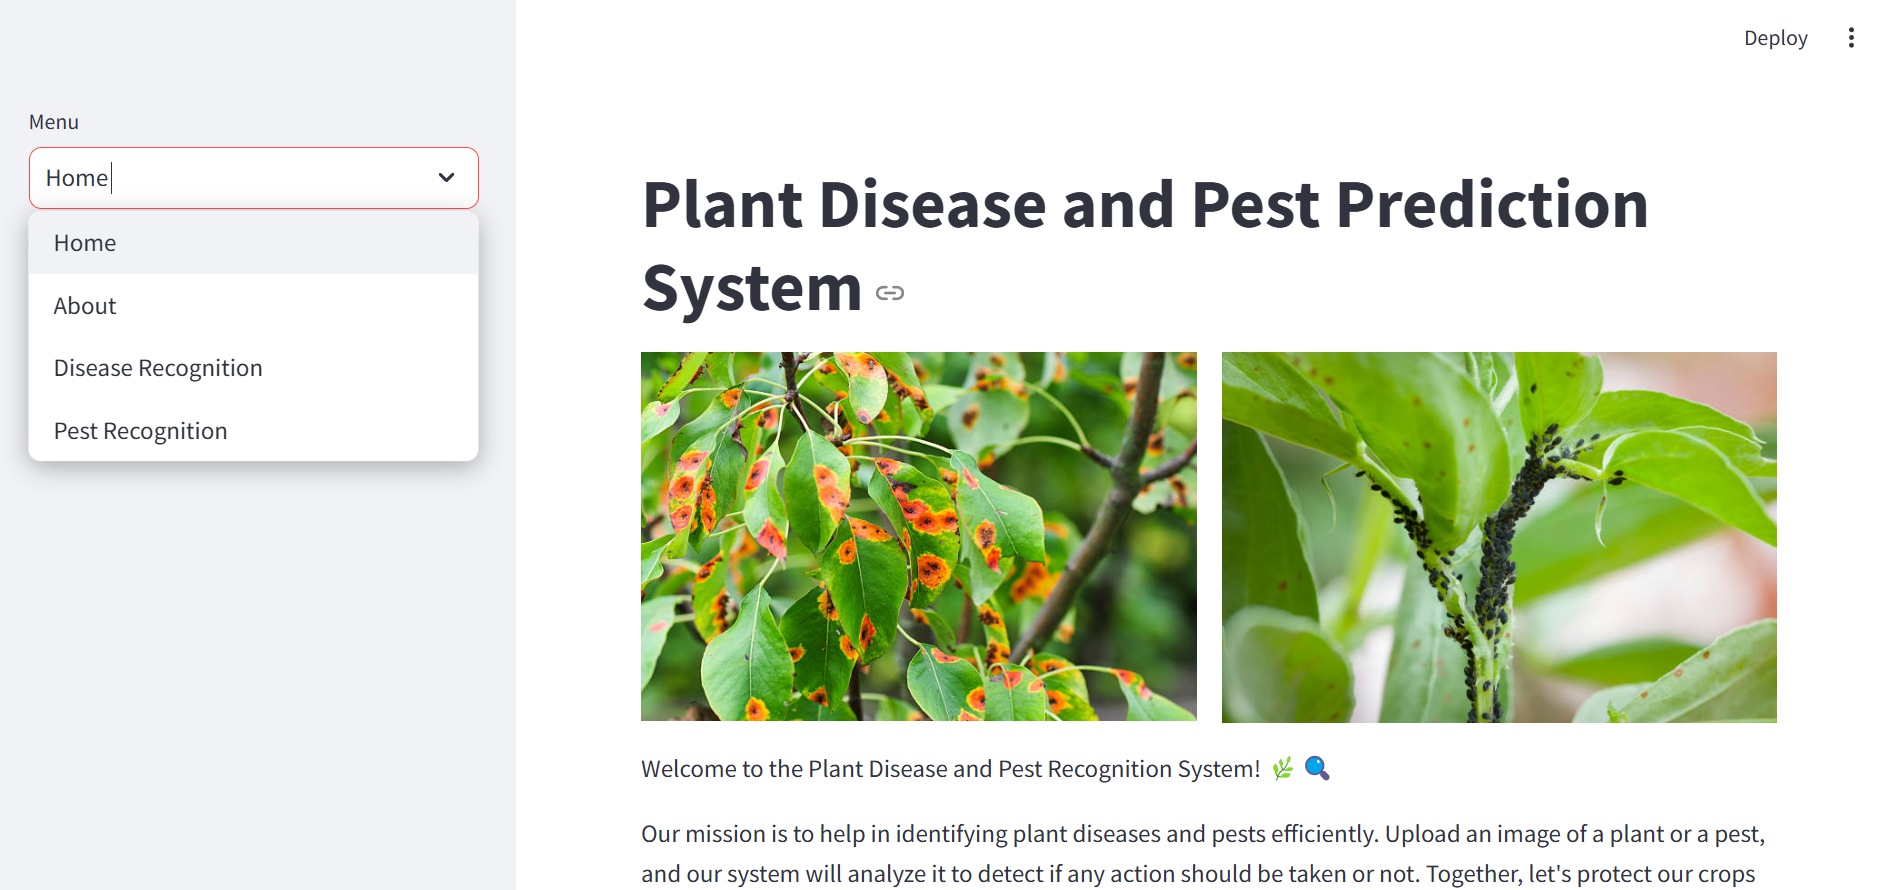 Deploy
Menu
Home
Home
About
Disease Recognition
Pest Recognition
Plant Disease and Pest Prediction
System
Welcome to the Plant Disease and Pest Recognition System! 🌿 🔍
Our mission is to help in identifying plant diseases and pests efficiently. Upload an image of a plant or a pest,
and our system will analyze it to detect if any action should be taken or not. Together, let's protect our crops